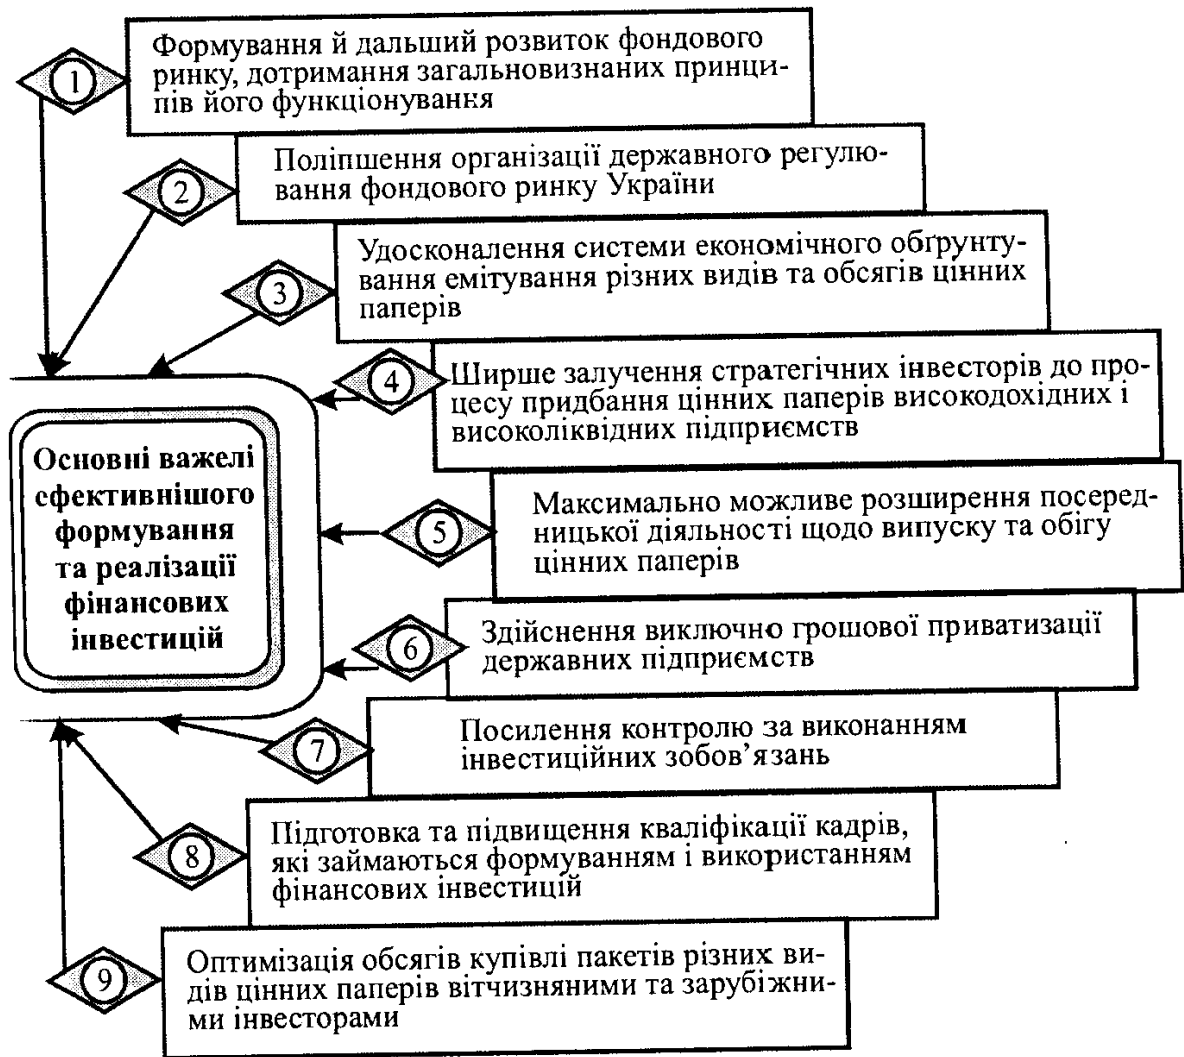 1
Формування й дальший розвиток фондового
ринку, дотримання загальновизнаних принци-
пів його функціонування
2
Поліпшення організації державного регулю-
вання фондового ринку України
3
Удосконалення системи економічного обґрунту-
вання емітування різних видів та обсягів цінних
паперів
4
Ширше залучення стратегічних інвесторів до про-
цесу придбання цінних паперів високодохідних і
високоліквідних підприємств
Основні важелі
ефективнішого
формування
та реалізації
фінансових
інвестицій
5
Максимально можливе розширення посеред-
ницької діяльності щодо випуску та обігу
цінних паперів
6
Здійснення виключно грошової приватизації
державних підприємств
7
Посилення контролю за виконанням
інвестиційних зобов’язань
8
Підготовка та підвищення кваліфікації кадрів,
які займаються формуванням і використанням
фінансових інвестицій
9
Оптимізація обсягів купівлі пакетів різних ви-
дів цінних паперів вітчизняними та зарубіжни-
ми інвесторами